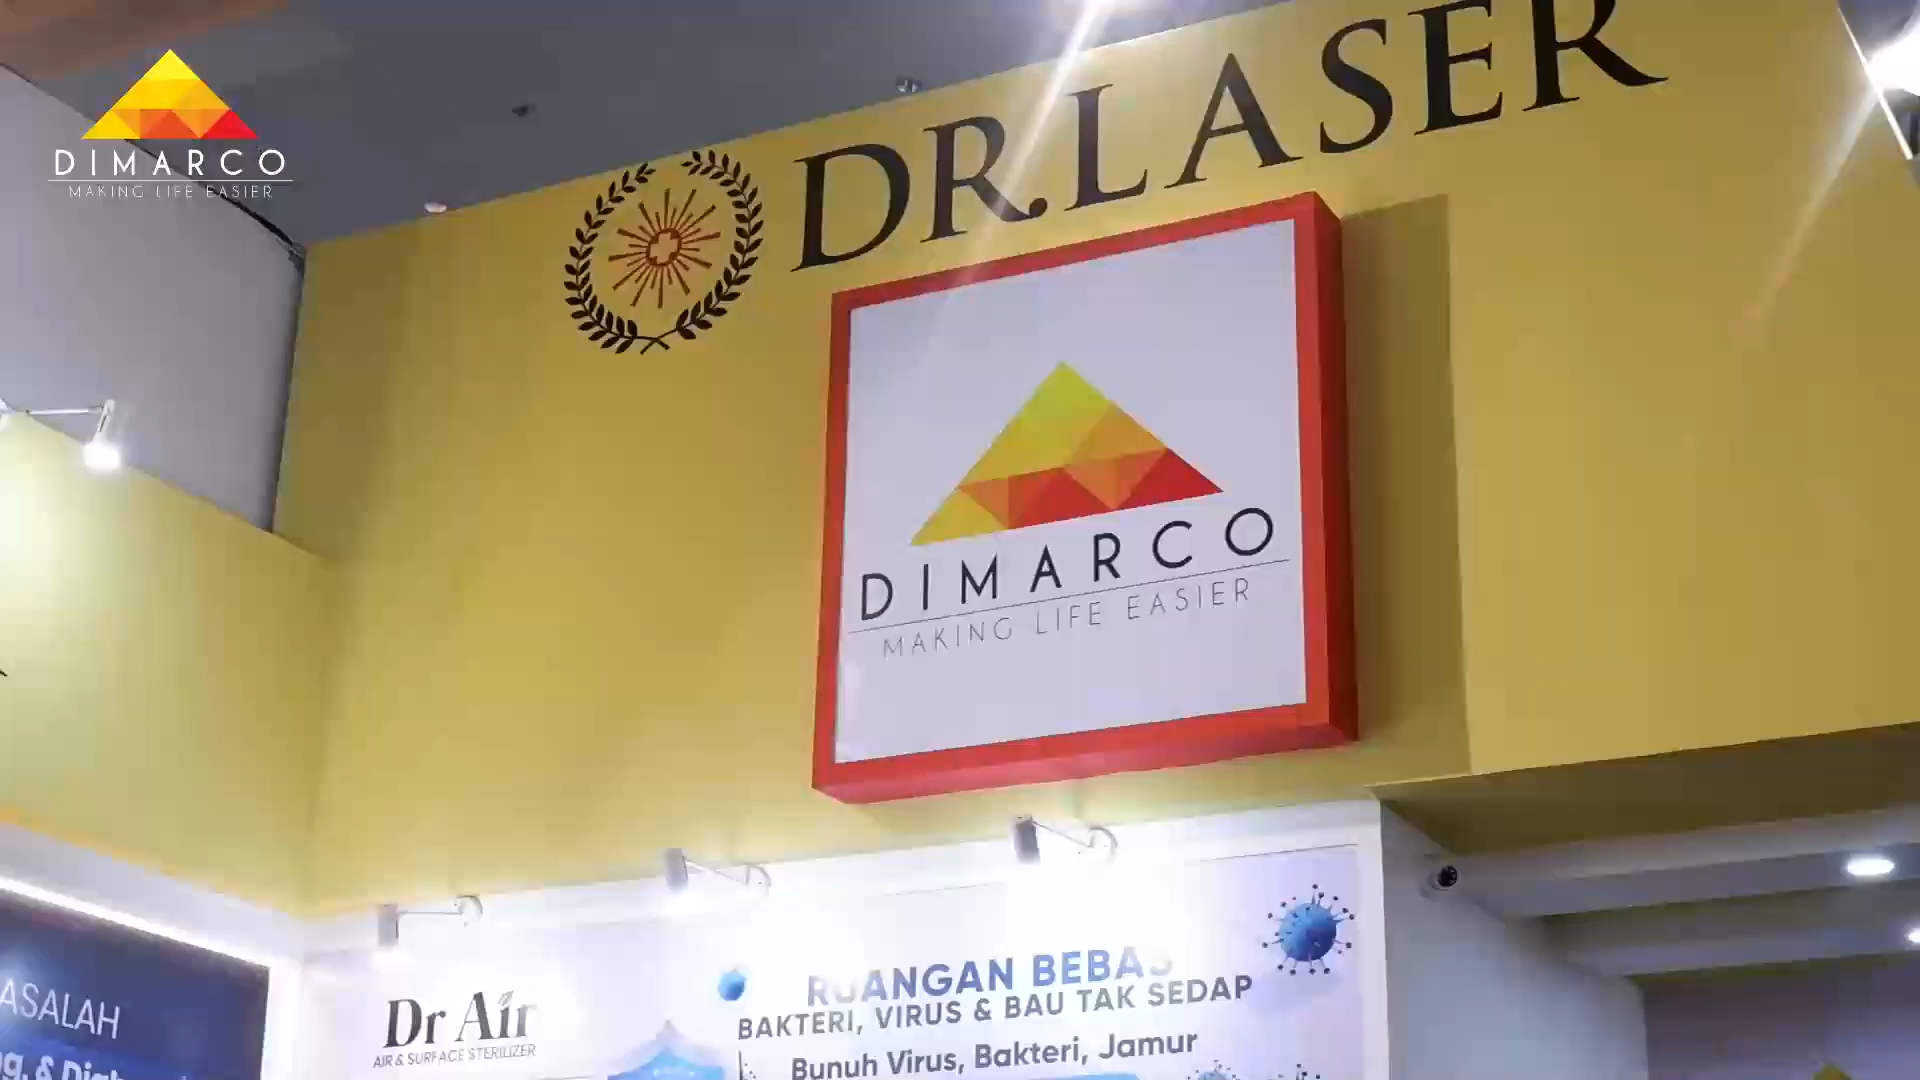 DIMARCO
MAKING LIFE EASIER
DR.LASER
DIMARCO
MAKING LIFE EASIER
RUANGAN BEBAS
BAKTERI, VIRUS & BAU TAK SEDAP
Bunuh Virus, Bakteri, Jamur
Dr Air
AIR & SURFACE STERILIZER
ASALAH